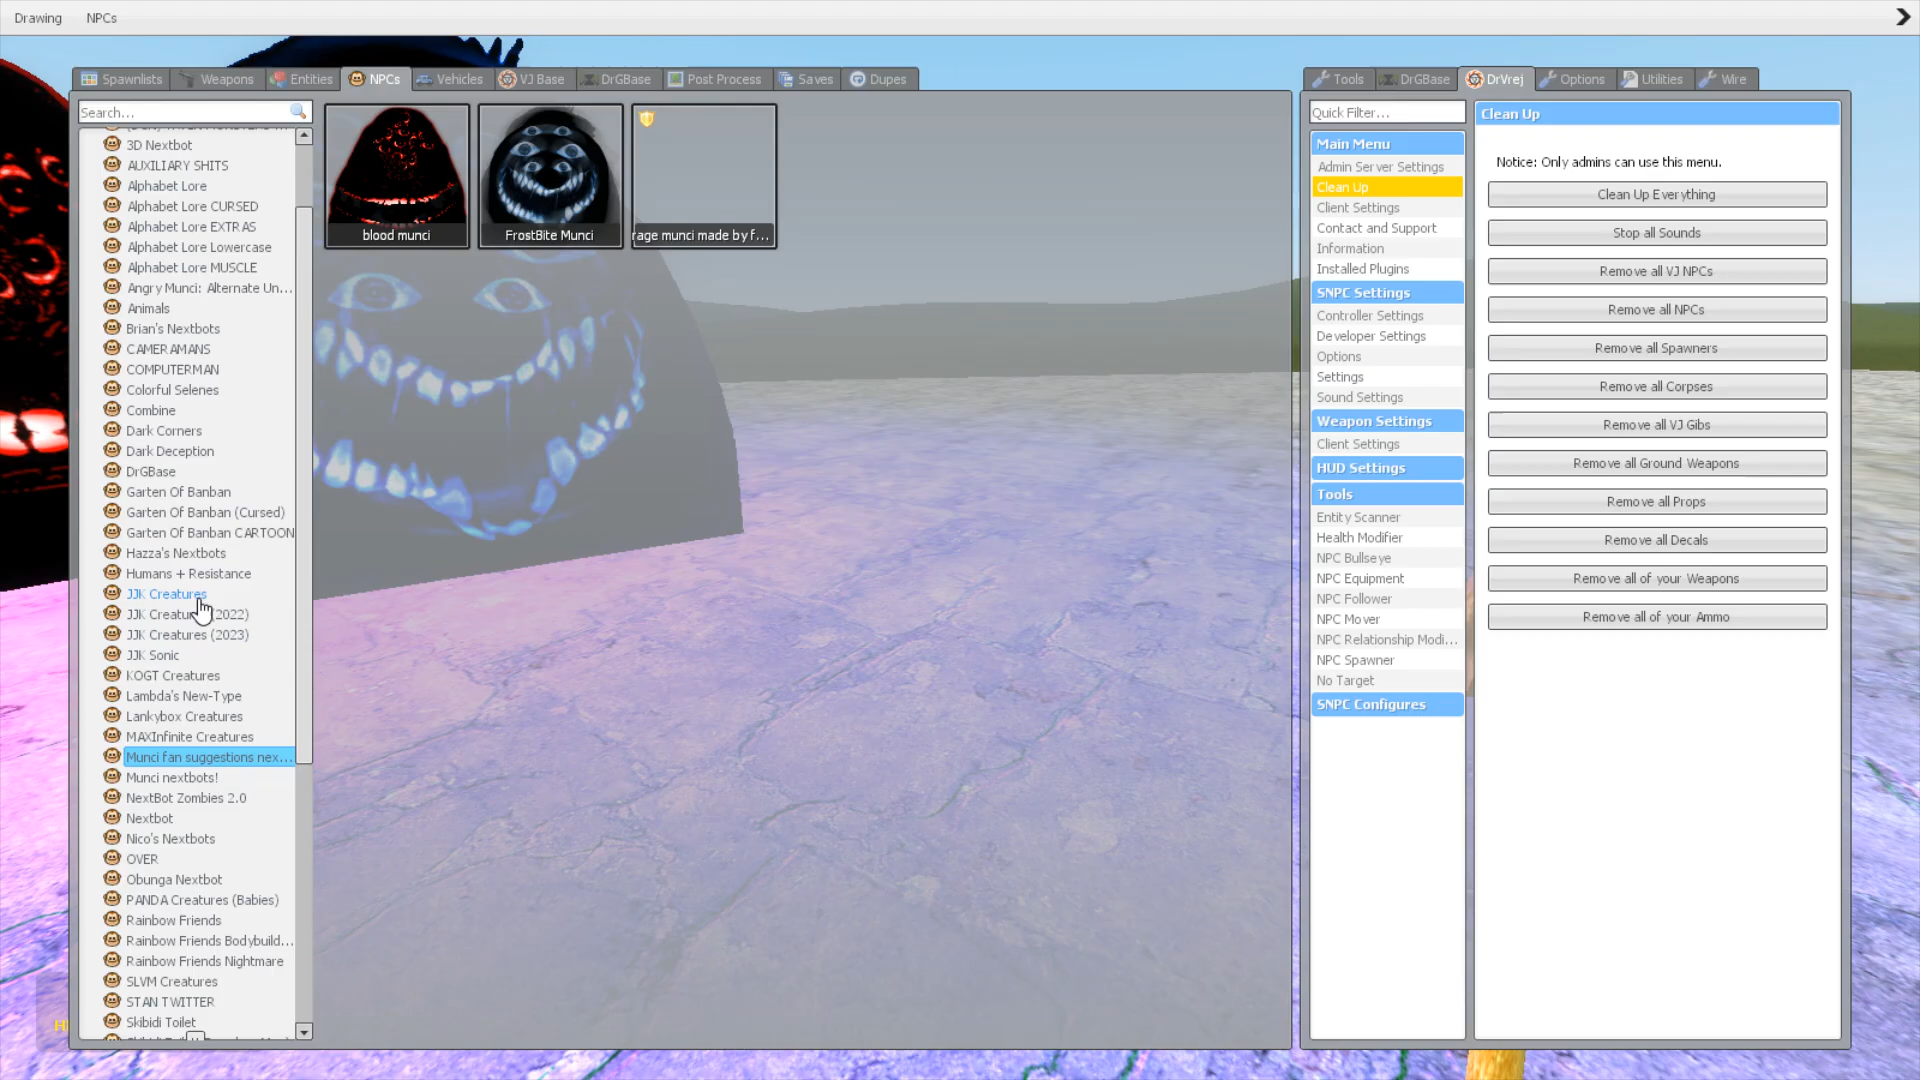 Drawing NPCs
Spawnlists Weapons Entities NPCs Vehicles VJ Base DrGBase Post Process Saves Dupes
Search...
3D Nextbot
AUXILIARY SHITS
Alphabet Lore
Alphabet Lore CURSED
Alphabet Lore EXTRAS
Alphabet Lore Lowercase
Alphabet Lore MUSCLE
Angry Munci: Alternate Un...
Animals
Brian's Nextbots
CAMERAMANS
COMPUTERMAN
Colorful Selenes
Combine
Dark Corners
Dark Deception
DrGBase
Garten Of Banban
Garten Of Banban (Cursed)
Garten Of Banban CARTOON
Hazza's Nextbots
Humans + Resistance
JJK Creatures
JJK Creatures (2022)
JJK Creatures (2023)
JJK Sonic
KOGT Creatures
Lambda's New-Type
Lankybox Creatures
MAXInfinite Creatures
Munci fan suggestions nex...
Munci nextbots!
NextBot Zombies 2.0
Nextbot
Nico's Nextbots
OVER
Obunga Nextbot
PANDA Creatures (Babies)
Rainbow Friends
Rainbow Friends Bodybuild...
Rainbow Friends Nightmare
SLVM Creatures
STAN TWITTER
Skibidi Toilet
blood munci
FrostBite Munci
rage munci made by f...
Tools DrGBase DrVrej Options Utilities Wire
Quick Filter...
Main Menu
Admin Server Settings
Clean Up
Client Settings
Contact and Support
Information
Installed Plugins
SNPC Settings
Controller Settings
Developer Settings
Options
Settings
Sound Settings
Weapon Settings
Client Settings
HUD Settings
Tools
Entity Scanner
Health Modifier
NPC Bullseye
NPC Equipment
NPC Follower
NPC Mover
NPC Relationship Modi...
NPC Spawner
No Target
SNPC Configures
Clean Up
Notice: Only admins can use this menu.
Clean Up Everything
Stop all Sounds
Remove all VJ NPCs
Remove all NPCs
Remove all Spawners
Remove all Corpses
Remove all VJ Gibs
Remove all Ground Weapons
Remove all Props
Remove all Decals
Remove all of your Weapons
Remove all of your Ammo